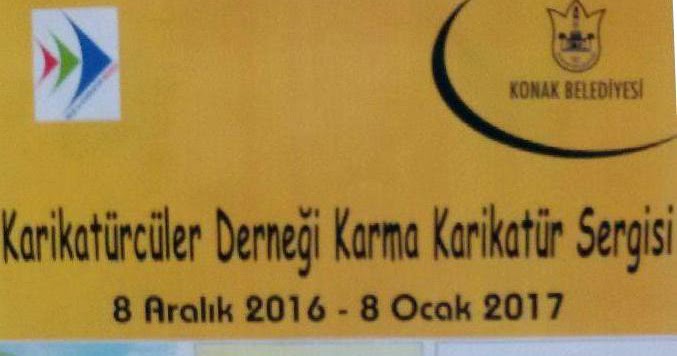 KONAK BELEDİYESİ
Karikatürcüler Derneği Karma Karikatür Sergisi
8 Aralık 2016 - 8 Ocak 2017